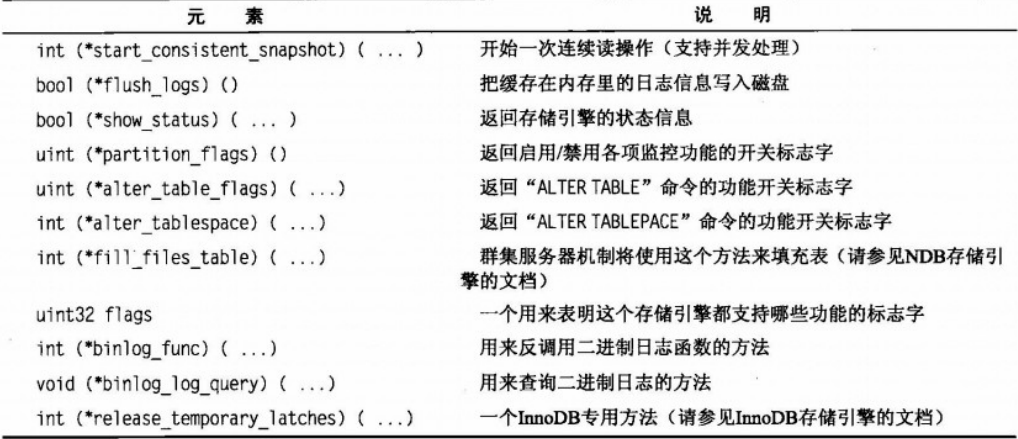 元 素 说 明
int (*start_consistent_snapshot) ( ... ) 开始一次连续读操作（支持并发处理）
bool (*flush_logs) () 把缓存在内存里的日志信息写入磁盘
bool (*show_status) ( ... ) 返回存储引擎的状态信息
uint (*partition_flags) () 返回启用/禁用各项监控功能的开关标志字
uint (*alter_table_flags) ( ...) 返回“ALTER TABLE”命令的功能开关标志字
int (*alter_tablespace) ( ...) 返回“ALTER TABLEPACE”命令的功能开关标志字
int (*fill_files_table) ( ...) 群集服务器机制将使用这个方法来填充表（请参见NDB存储引
擎的文档）
uint32 flags 一个用来表明这个存储引擎都支持哪些功能的标志字
int (*binlog_func) ( ...) 用来反调用二进制日志函数的方法
void (*binlog_log_query) ( ...) 用来查询二进制日志的方法
int (*release_temporary_latches) ( ...) 一个InnoDB专用方法（请参见InnoDB存储引擎的文档）